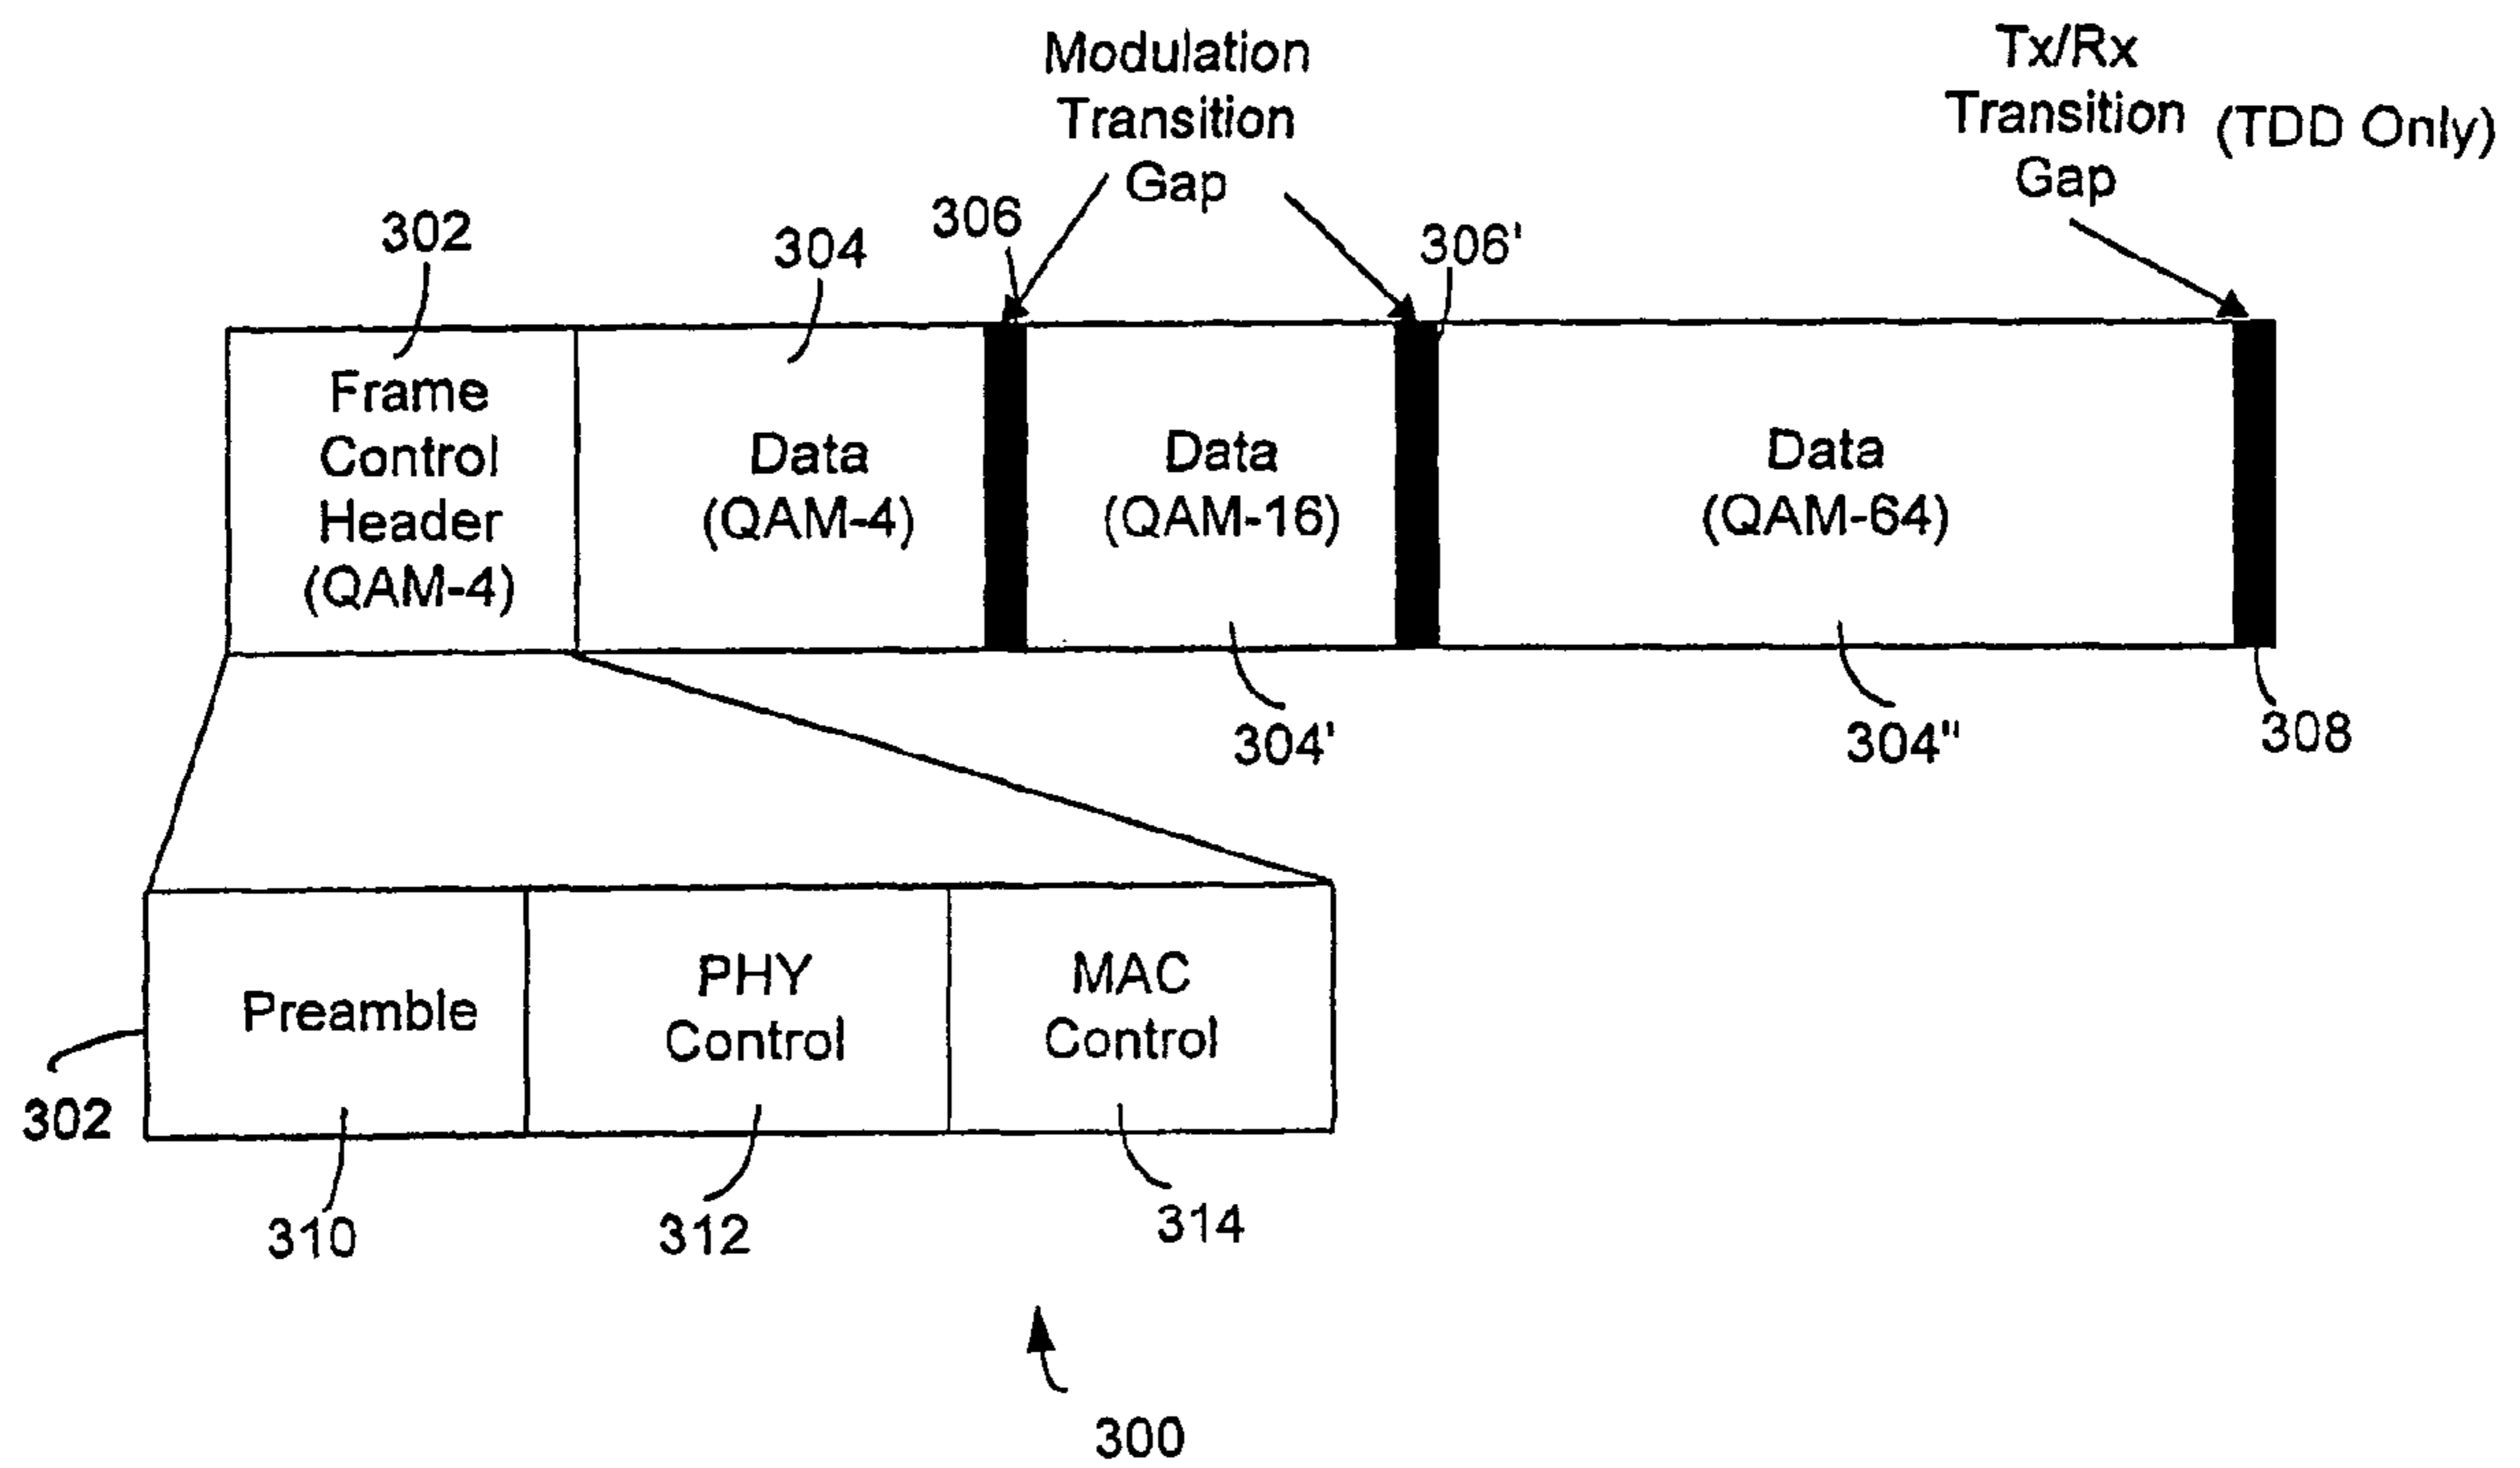 Modulation
Transition
Gap
Tx/Rx
Transition
Gap
(TDD Only)
302
304
306
306'
Frame
Control
Header
(QAM-4)
Data
(QAM-4)
Data
(QAM-16)
Data
(QAM-64)
304'
304"
308
Preamble
PHY
Control
MAC
Control
302
310
312
314
300